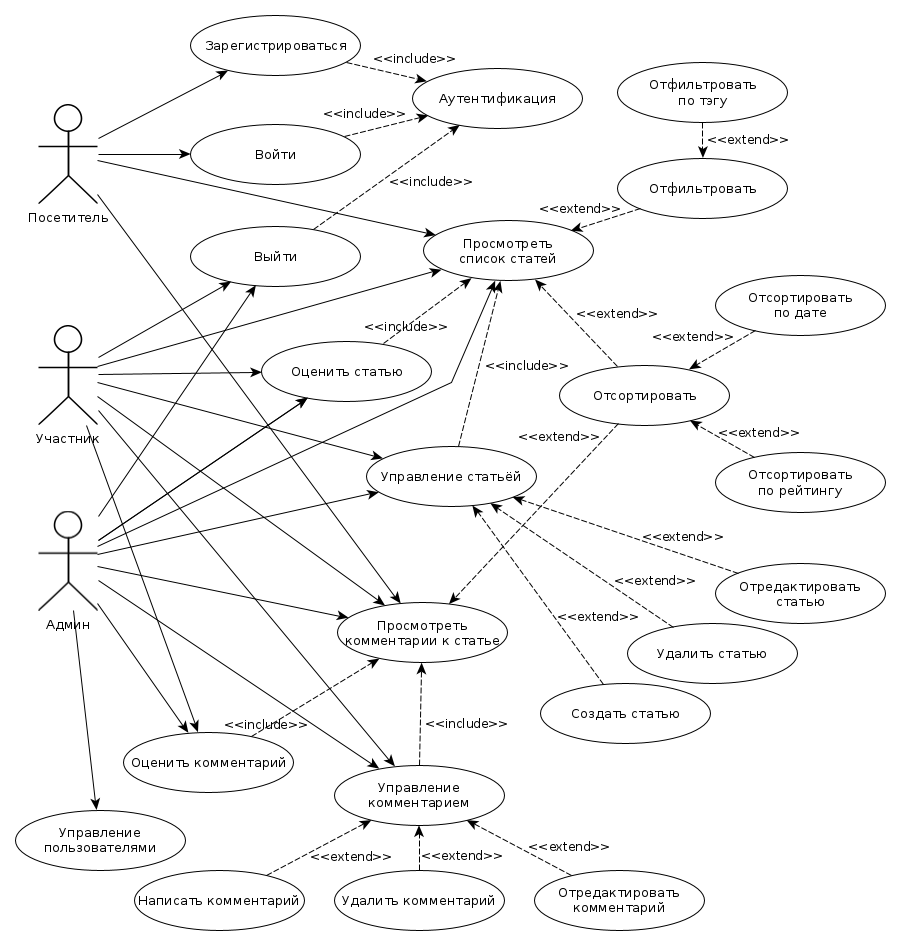 Зарегистрироваться
<<include>>
Аутентификация
Отфильтровать
по тэгу
<<include>>
<<extend>>
Войти
<<include>>
Отфильтровать
Посетитель
<<extend>>
Выйти
Просмотреть
список статей
Отсортировать
по дате
<<extend>>
<<include>>
<<extend>>
Оценить статью
Отсортировать
<<include>>
Участник
<<extend>>
<<extend>>
Управление статьёй
Отсортировать
по рейтингу
<<extend>>
<<extend>>
Отредактировать
статью
<<extend>>
Админ
Просмотреть
комментарии к статье
Удалить статью
Создать статью
<<include>>
<<include>>
Оценить комментарий
Управление
комментарием
Управление
пользователями
<<extend>>
<<extend>>
<<extend>>
Написать комментарий
Удалить комментарий
Отредактировать
комментарий